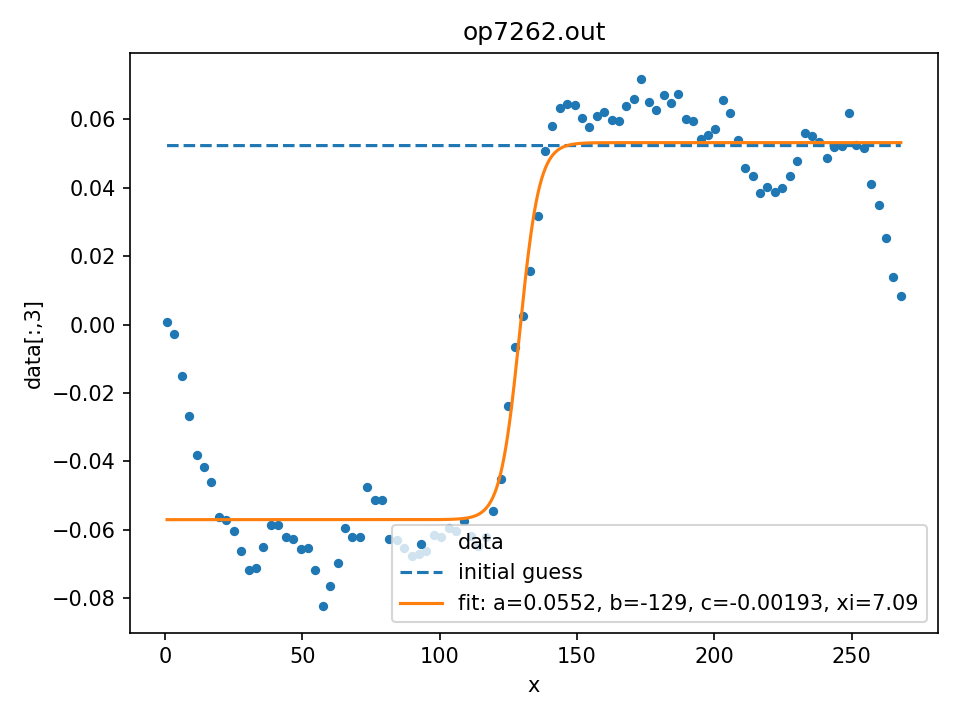 op7262.out
0.06
0.04
0.02
0.00
−0.02
−0.04
−0.06
−0.08
data[:,3]
data
initial guess
fit: a=0.0552, b=-129, c=-0.00193, xi=7.09
0 50 100 150 200 250
x